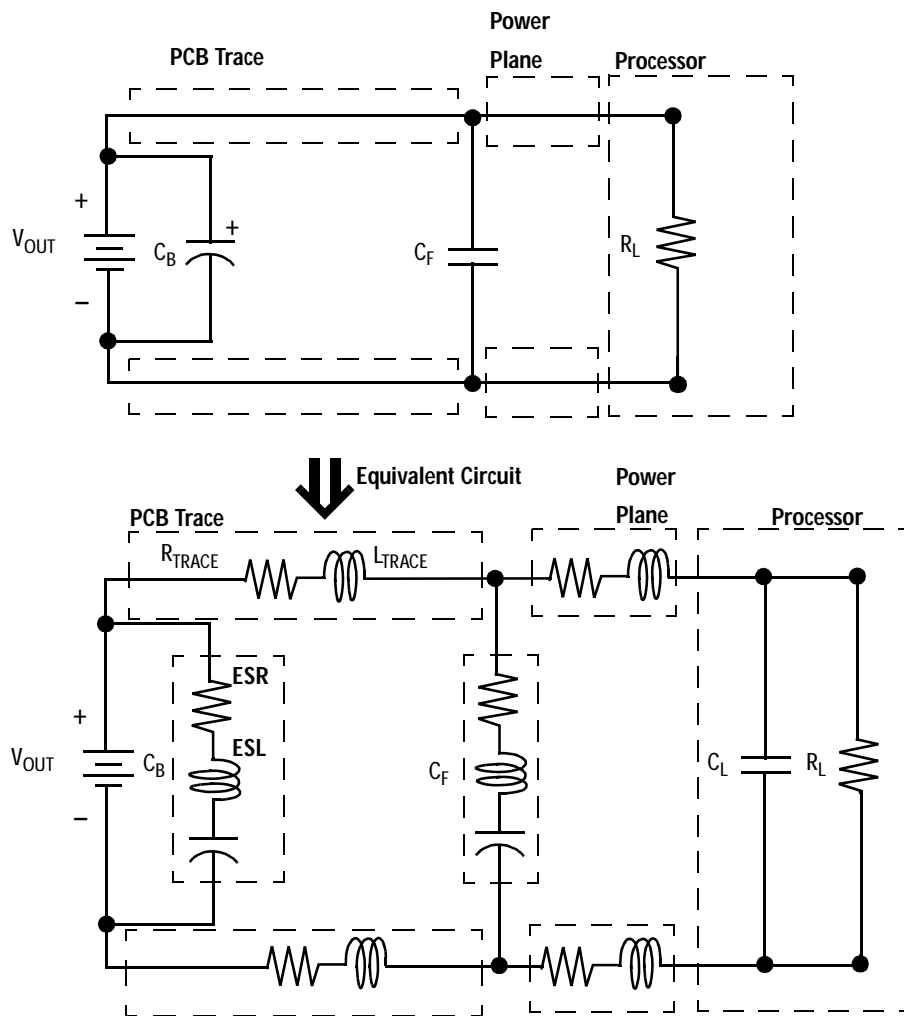 Power
Plane
PCB Trace
Processor
+
V_OUT
C_B
+
C_F
R_L
−
Equivalent Circuit
Power
Plane
PCB Trace
Processor
R_TRACE
L_TRACE
ESR
+
ESL
V_OUT
C_B
C_F
C_L
R_L
−